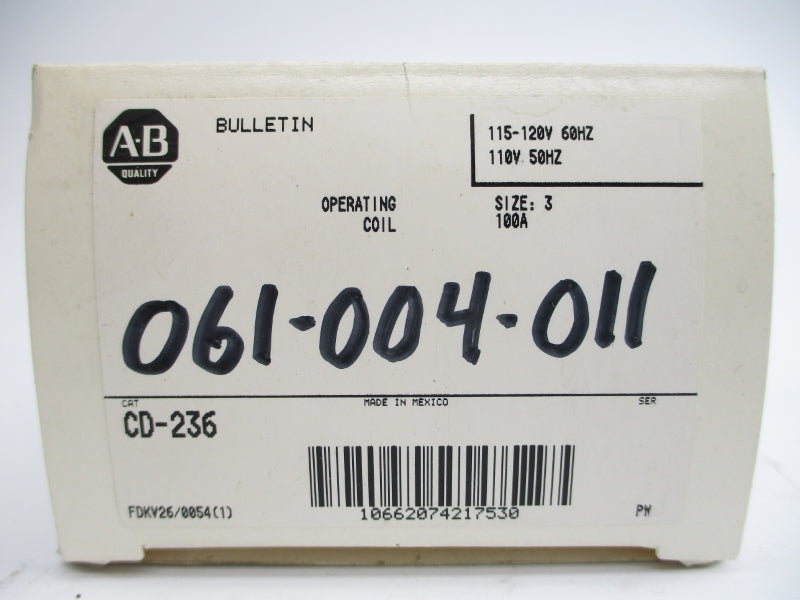 A·B
QUALITY
BULLETIN
115-120V 60HZ
110V 50HZ
OPERATING
COIL
SIZE: 3
100A
061-004-011
CAT
MADE IN MEXICO
SER
CD-236
FDKV26/0054(1)
10662074217530
PW